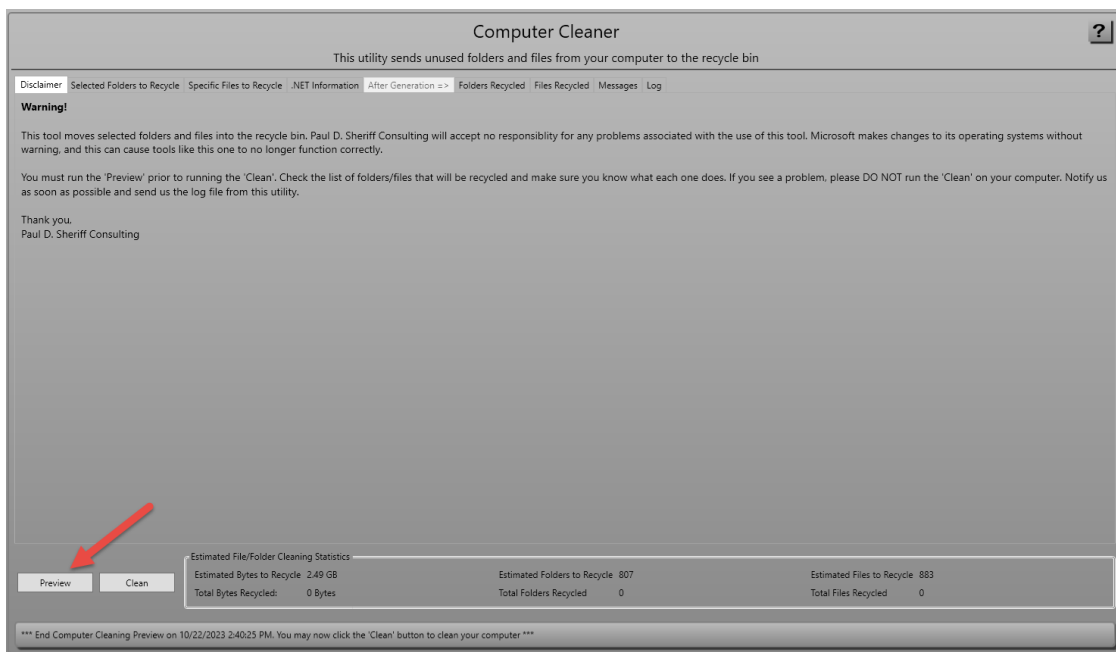 Computer Cleaner
?
This utility sends unused folders and files from your computer to the recycle bin
Disclaimer Selected Folders to Recycle Specific Files to Recycle .NET Information After Generation => Folders Recycled Files Recycled Messages Log
Warning!
This tool moves selected folders and files into the recycle bin. Paul D. Sheriff Consulting will accept no responsiblity for any problems associated with the use of this tool. Microsoft makes changes to its operating systems without
warning, and this can cause tools like this one to no longer function correctly.
You must run the 'Preview' prior to running the 'Clean'. Check the list of folders/files that will be recycled and make sure you know what each one does. If you see a problem, please DO NOT run the 'Clean' on your computer. Notify us
as soon as possible and send us the log file from this utility.
Thank you,
Paul D. Sheriff Consulting
Estimated File/Folder Cleaning Statistics
Preview Clean Estimated Bytes to Recycle 2.49 GB Estimated Folders to Recycle 807 Estimated Files to Recycle 883
Total Bytes Recycled: 0 Bytes Total Folders Recycled 0 Total Files Recycled 0
*** End Computer Cleaning Preview on 10/22/2023 2:40:25 PM. You may now click the 'Clean' button to clean your computer ***